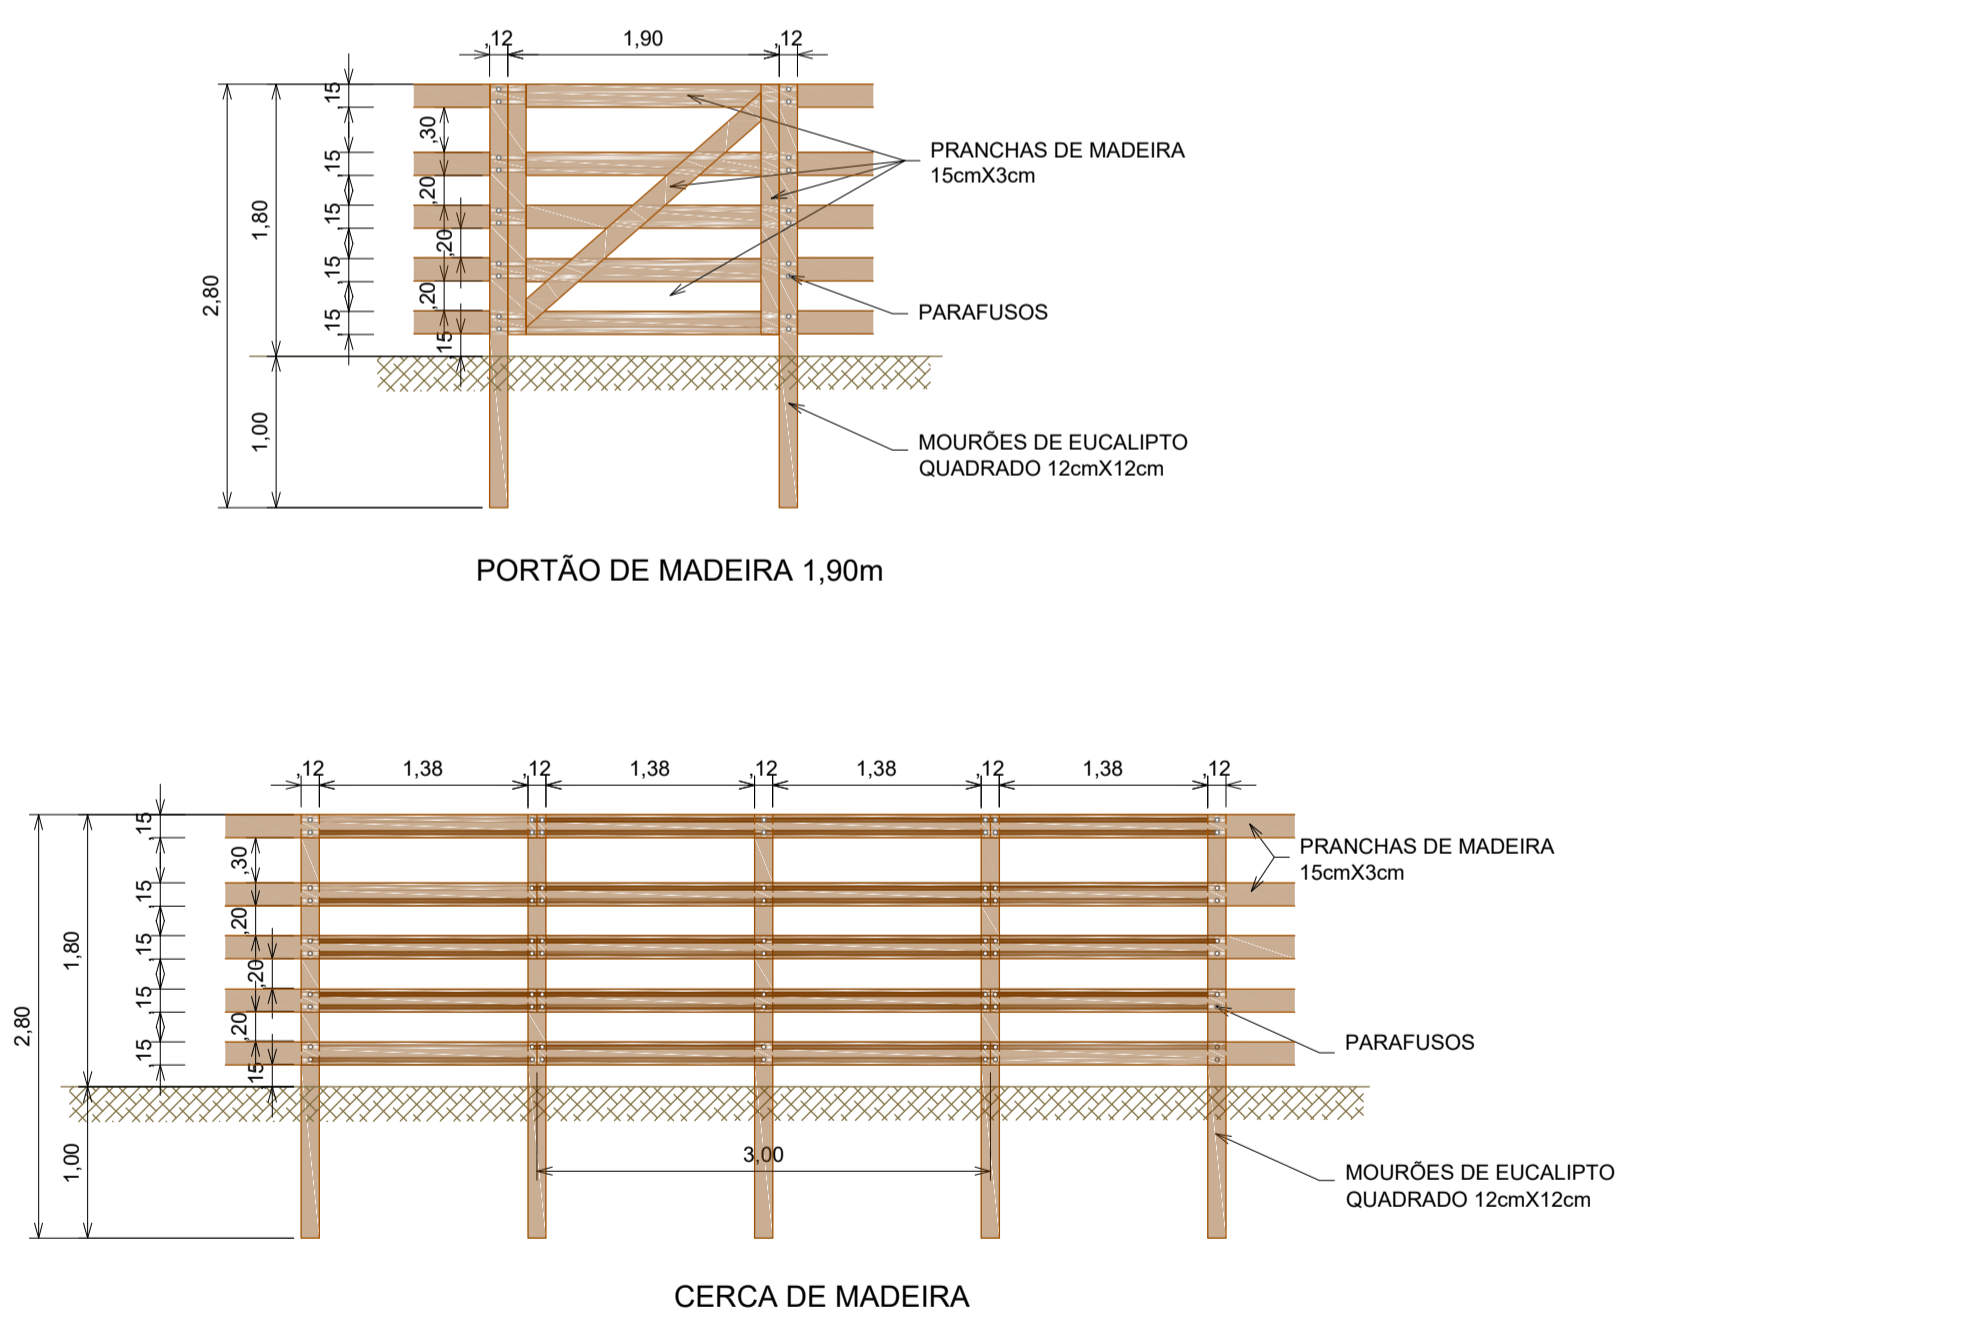 ,12 1,90 ,12
,15
,30
,15
,20
,15
,20
,15
,20
,15
,15
1,80
2,80
1,00
PRANCHAS DE MADEIRA
15cmX3cm
PARAFUSOS
MOURÕES DE EUCALIPTO
QUADRADO 12cmX12cm
PORTÃO DE MADEIRA 1,90m
,12 1,38 ,12 1,38 ,12 1,38 ,12 1,38 ,12
,15
,30
,15
,20
,15
,20
,15
,20
,15
,15
1,80
2,80
1,00
3,00
PRANCHAS DE MADEIRA
15cmX3cm
PARAFUSOS
MOURÕES DE EUCALIPTO
QUADRADO 12cmX12cm
CERCA DE MADEIRA